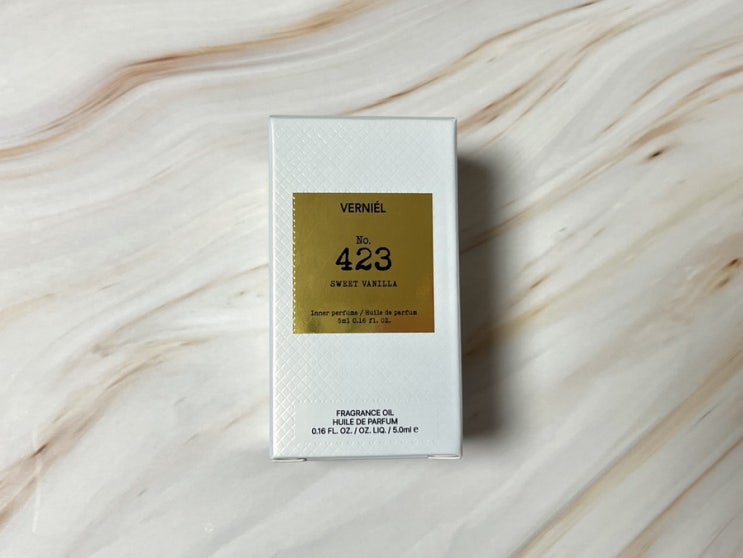 VERNIÉL
No.
423
SWEET VANILLA
Inner perfume / Huile de parfum
5ml 0.16 fl. oz.
FRAGRANCE OIL
HUILE DE PARFUM
0.16 FL. OZ. / OZ. LIQ. / 5.0ml ℮